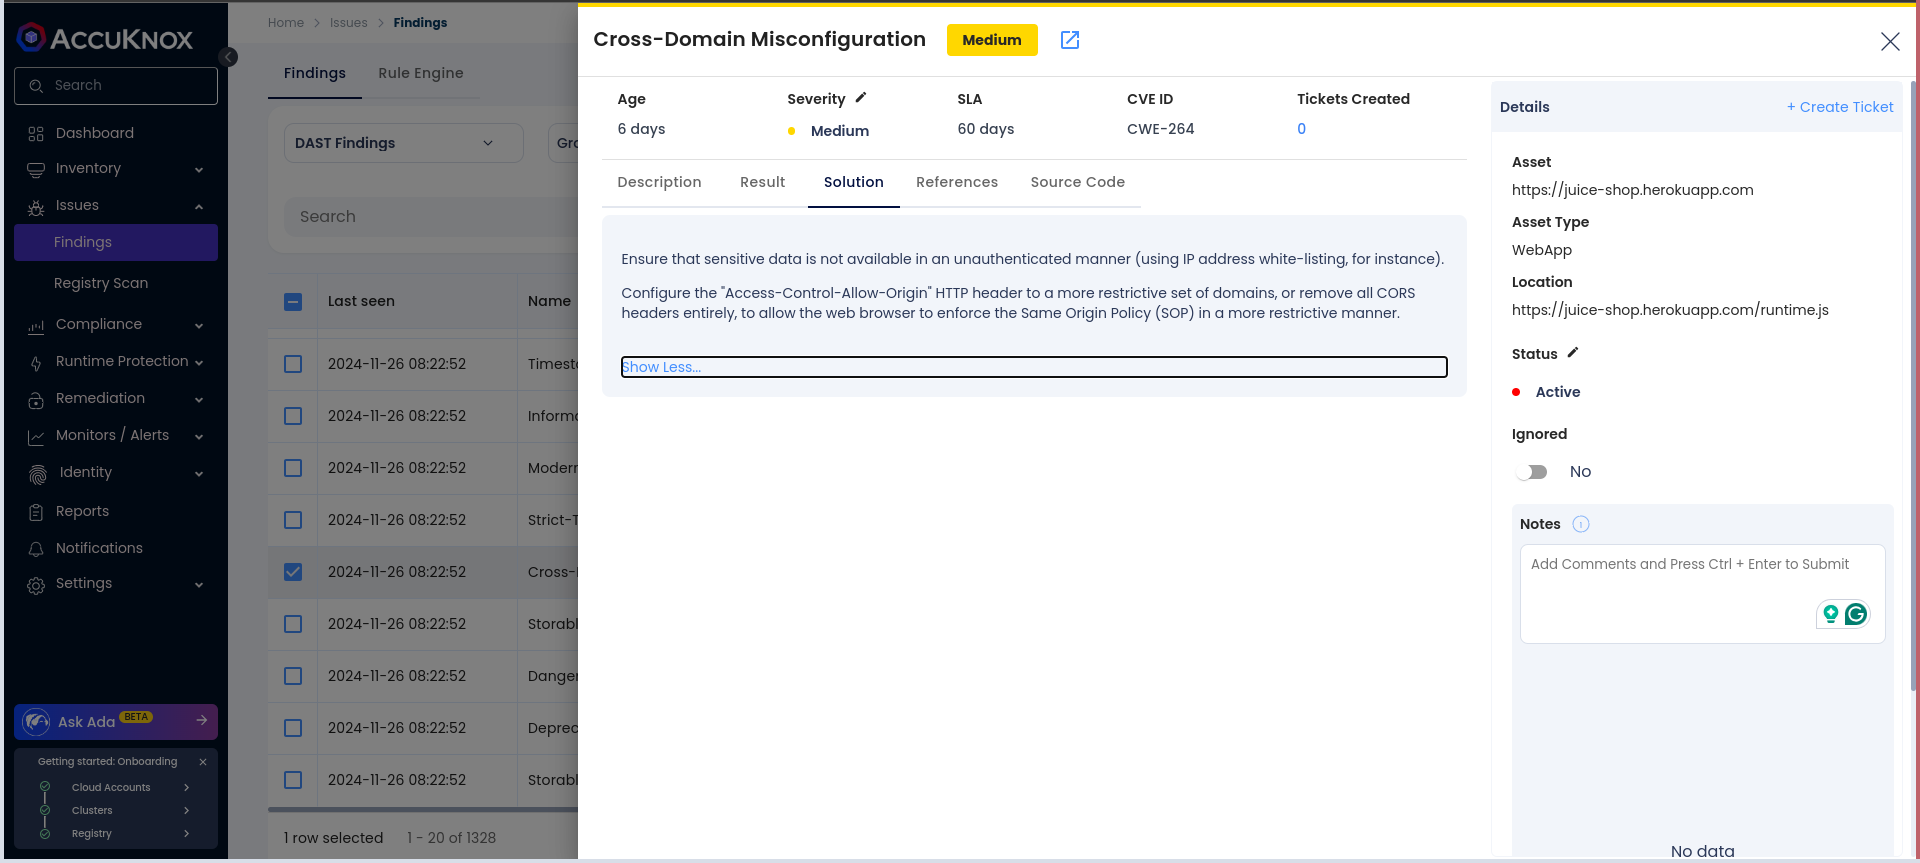 ACCUKNOX
Search
Dashboard
Inventory
Issues
Findings
Registry Scan
Compliance
Runtime Protection
Remediation
Monitors / Alerts
Identity
Reports
Notifications
Settings
Ask Ada BETA
Getting started: Onboarding
Cloud Accounts
Clusters
Registry
Home > Issues > Findings
Findings Rule Engine
DAST Findings
Search
Last seen Name
2024-11-26 08:22:52
2024-11-26 08:22:52
2024-11-26 08:22:52 Modern
2024-11-26 08:22:52 Strict-T
2024-11-26 08:22:52
2024-11-26 08:22:52
2024-11-26 08:22:52
2024-11-26 08:22:52
2024-11-26 08:22:52
1 row selected 1 - 20 of 1328
Cross-Domain Misconfiguration Medium
Age Severity SLA CVE ID Tickets Created
6 days Medium 60 days CWE-264 0
Description Result Solution References Source Code
Ensure that sensitive data is not available in an unauthenticated manner (using IP address white-listing, for instance).
Configure the "Access-Control-Allow-Origin" HTTP header to a more restrictive set of domains, or remove all CORS
headers entirely, to allow the web browser to enforce the Same Origin Policy (SOP) in a more restrictive manner.
Show Less...
Details + Create Ticket
Asset
https://juice-shop.herokuapp.com
Asset Type
WebApp
Location
https://juice-shop.herokuapp.com/runtime.js
Status
Active
Ignored
No
Notes
Add Comments and Press Ctrl + Enter to Submit
No data